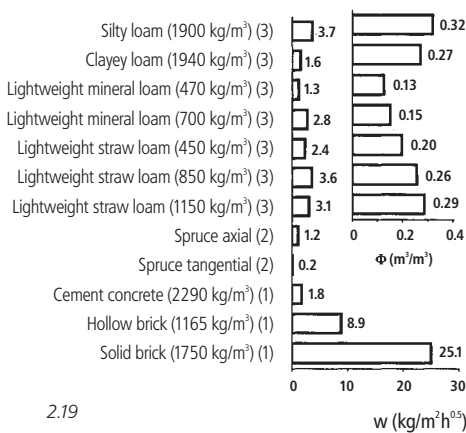 Silty loam (1900 kg/m³) (3) 3.7 0.32
Clayey loam (1940 kg/m³) (3) 1.6 0.27
Lightweight mineral loam (470 kg/m³) (3) 1.3 0.13
Lightweight mineral loam (700 kg/m³) (3) 2.8 0.15
Lightweight straw loam (450 kg/m³) (3) 2.4 0.20
Lightweight straw loam (850 kg/m³) (3) 3.6 0.26
Lightweight straw loam (1150 kg/m³) (3) 3.1 0.29
Spruce axial (2) 1.2 0 0.2 0.4
Spruce tangential (2) 0.2 Φ (m³/m³)
Cement concrete (2290 kg/m³) (1) 1.8
Hollow brick (1165 kg/m³) (1) 8.9
Solid brick (1750 kg/m³) (1) 25.1
0 10 20 30
2.19 w (kg/m²h⁰·⁵)